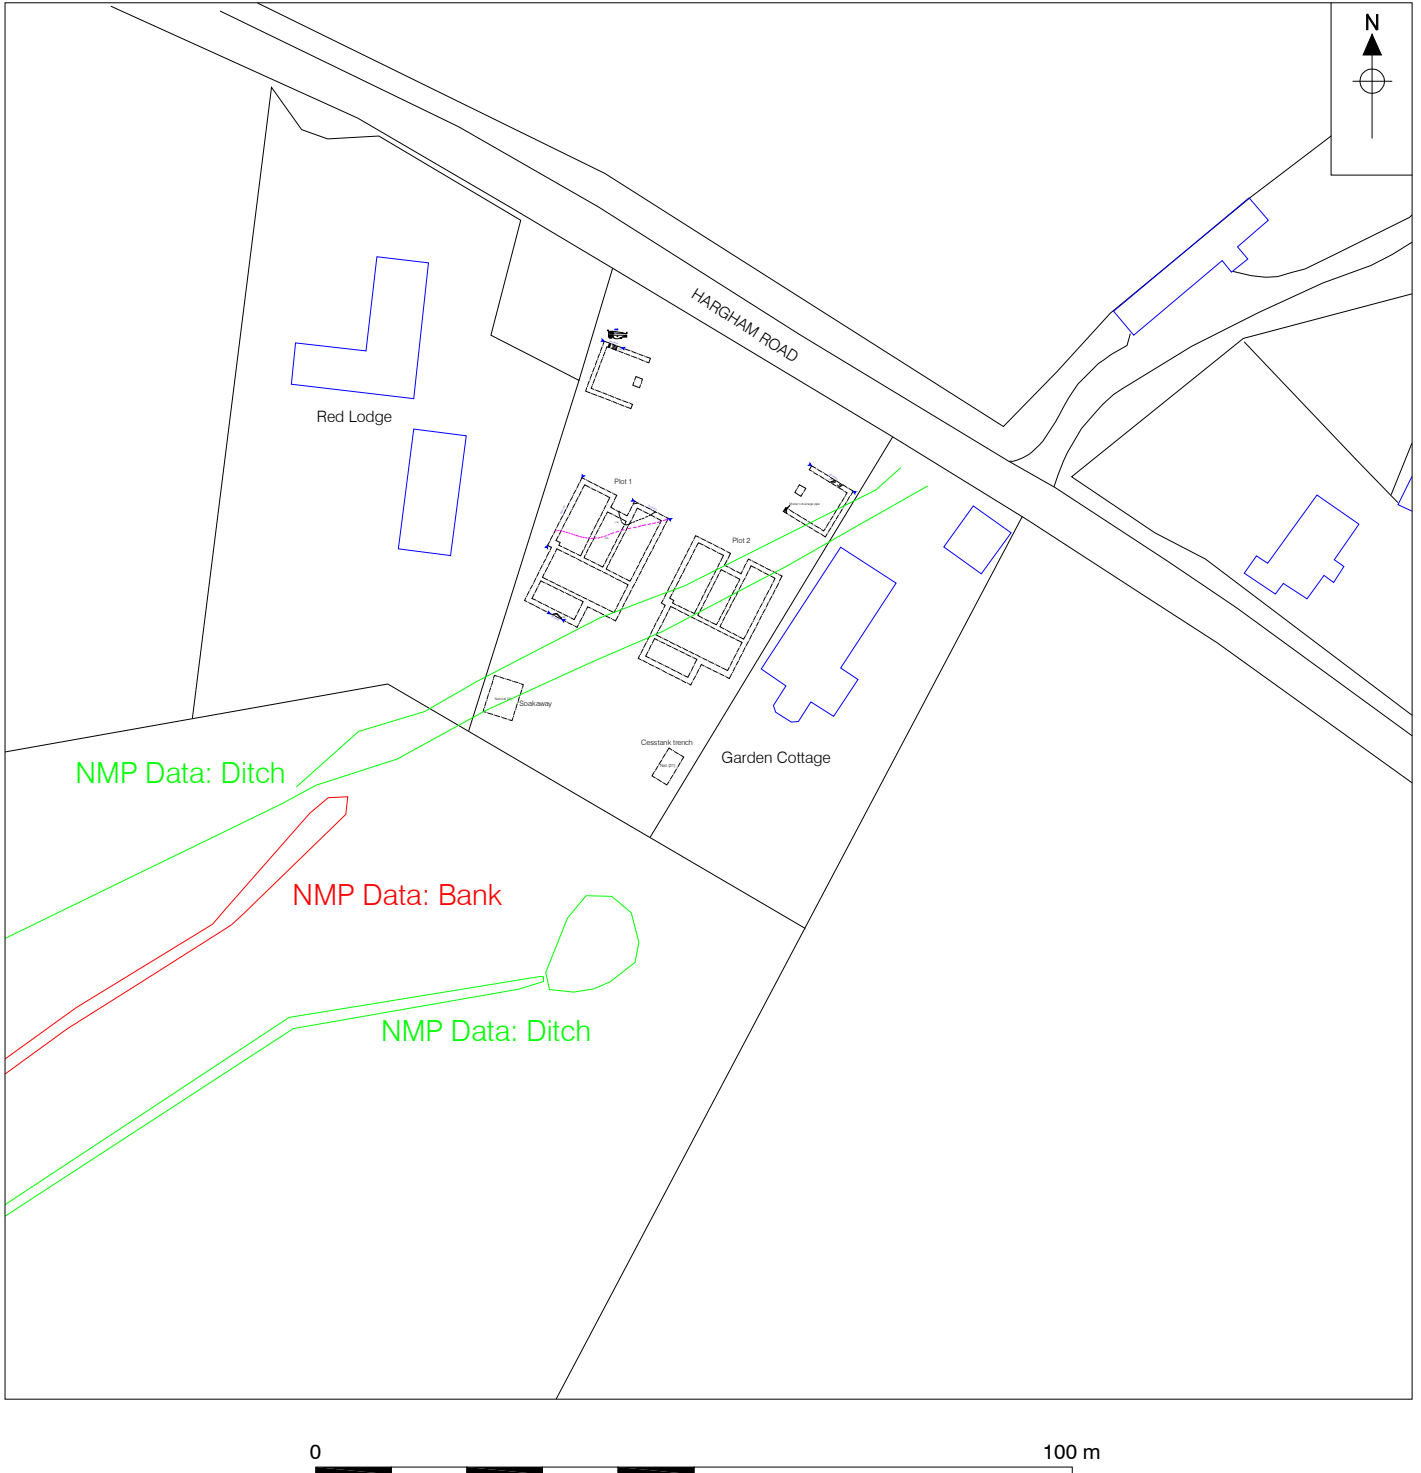 N
HARGHAM ROAD
Red Lodge
Plot 1
Plot 2
Soakaway
Cesstank trench
Garden Cottage
NMP Data: Ditch
NMP Data: Bank
NMP Data: Ditch
0
100 m